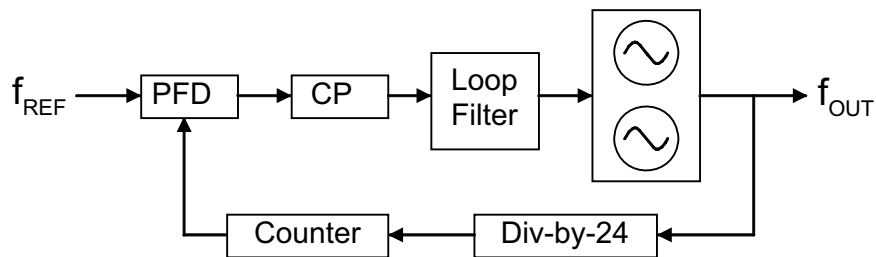 fREF
PFD
CP
Loop
Filter
fOUT
Counter
Div-by-24